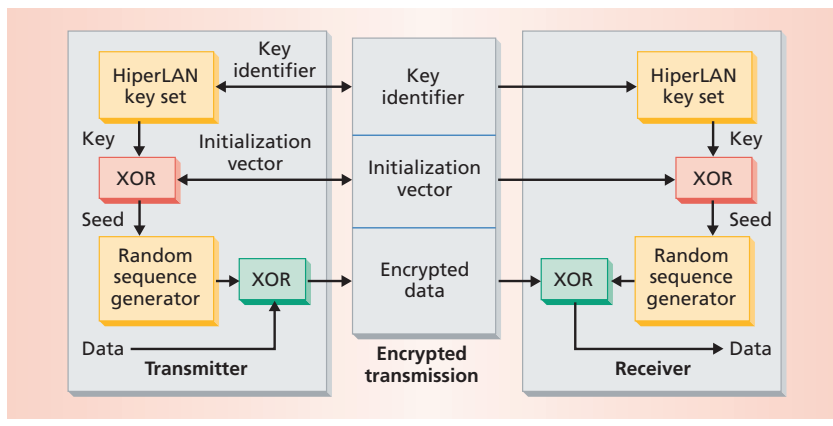 Key
identifier
HiperLAN
key set
Key
identifier
HiperLAN
key set
Key
Initialization
vector
Key
XOR
Initialization
vector
XOR
Seed
Seed
Random
sequence
generator
XOR
Encrypted
data
XOR
Random
sequence
generator
Data
Transmitter
Encrypted
transmission
Receiver
Data